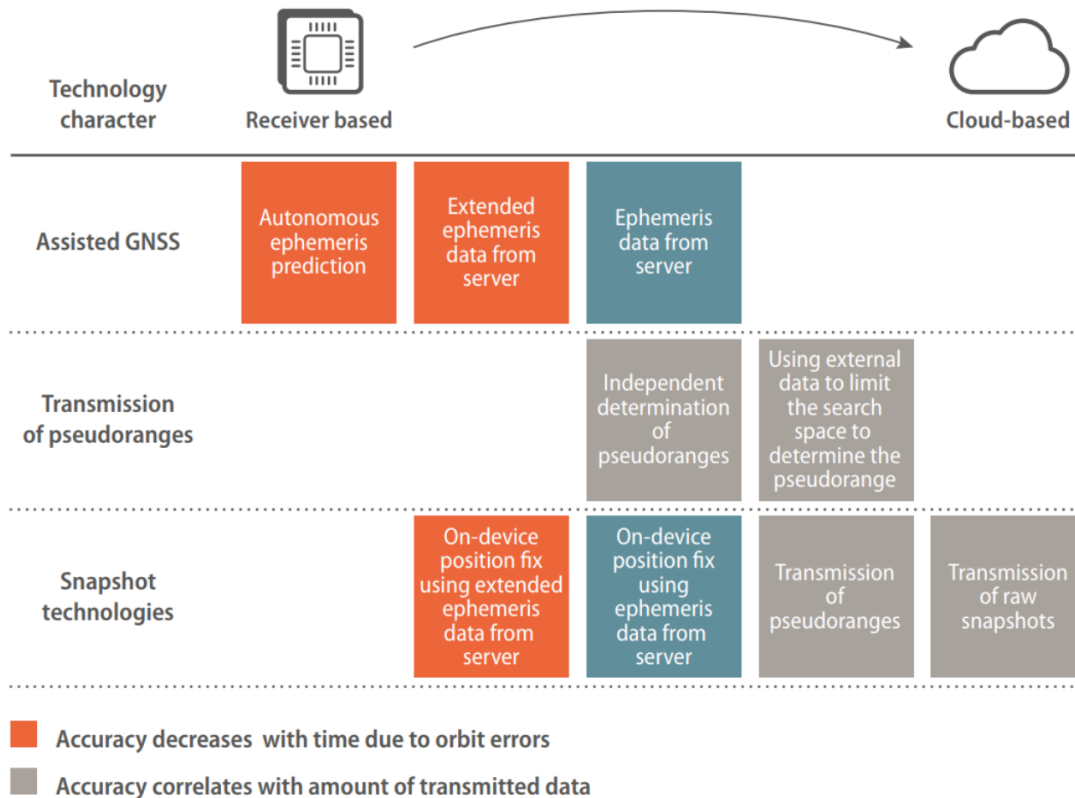 Technology
character
Receiver based
Cloud-based
Assisted GNSS
Autonomous
ephemeris
prediction
Extended
ephemeris
data from
server
Ephemeris
data from
server
Transmission
of pseudoranges
Independent
determination
of
pseudoranges
Using external
data to limit
the search
space to
determine the
pseudorange
Snapshot
technologies
On-device
position fix
using extended
ephemeris
data from
server
On-device
position fix
using
ephemeris
data from
server
Transmission
of
pseudoranges
Transmission
of raw
snapshots
Accuracy decreases with time due to orbit errors
Accuracy correlates with amount of transmitted data